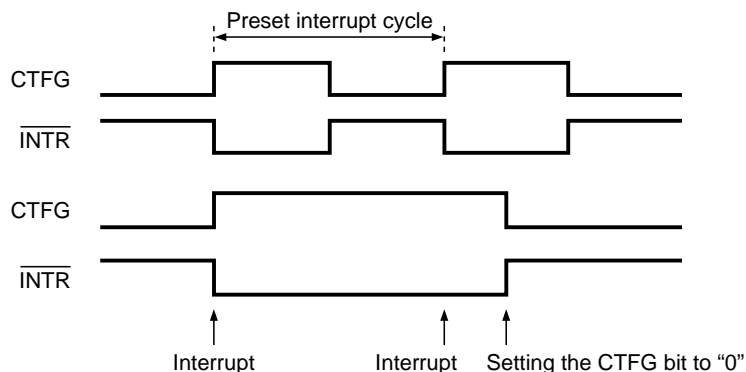 Preset interrupt cycle
CTFG
INTR
CTFG
INTR
Interrupt Interrupt Setting the CTFG bit to “0”